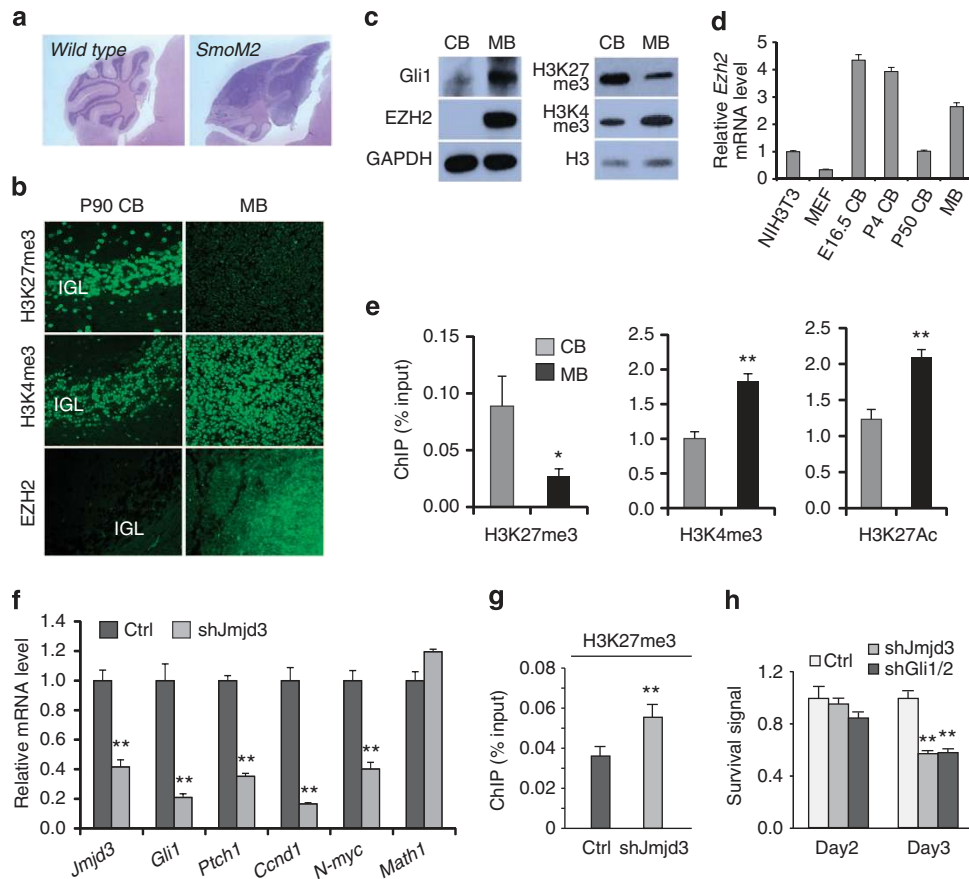 a
Wild type
SmoM2
b
P90 CB
MB
H3K27me3
IGL
H3K4me3
IGL
EZH2
IGL
c
CB MB
CB MB
Gli1
H3K27
me3
EZH2
H3K4
me3
GAPDH
H3
d
Relative Ezh2
mRNA level
5
4
3
2
1
0
NIH3T3
MEF
E16.5 CB
P4 CB
P50 CB
MB
e
ChIP (% input)
0.15
0.10
0.05
0.00
CB
MB
*
H3K27me3
2.5
2.0
1.5
1.0
0.5
0.0
**
H3K4me3
2.5
2.0
1.5
1.0
0.5
0.0
**
H3K27Ac
f
Relative mRNA level
1.4
1.2
1.0
0.8
0.6
0.4
0.2
0.0
Ctrl
shJmjd3
**
**
**
**
**
Jmjd3
Gli1
Ptch1
Ccnd1
N-myc
Math1
g
H3K27me3
ChIP (% input)
0.08
0.06
0.04
0.02
0
**
Ctrl shJmjd3
h
Survival signal
1.2
0.9
0.6
0.3
0.0
Ctrl
shJmjd3
shGli1/2
** **
Day2
Day3